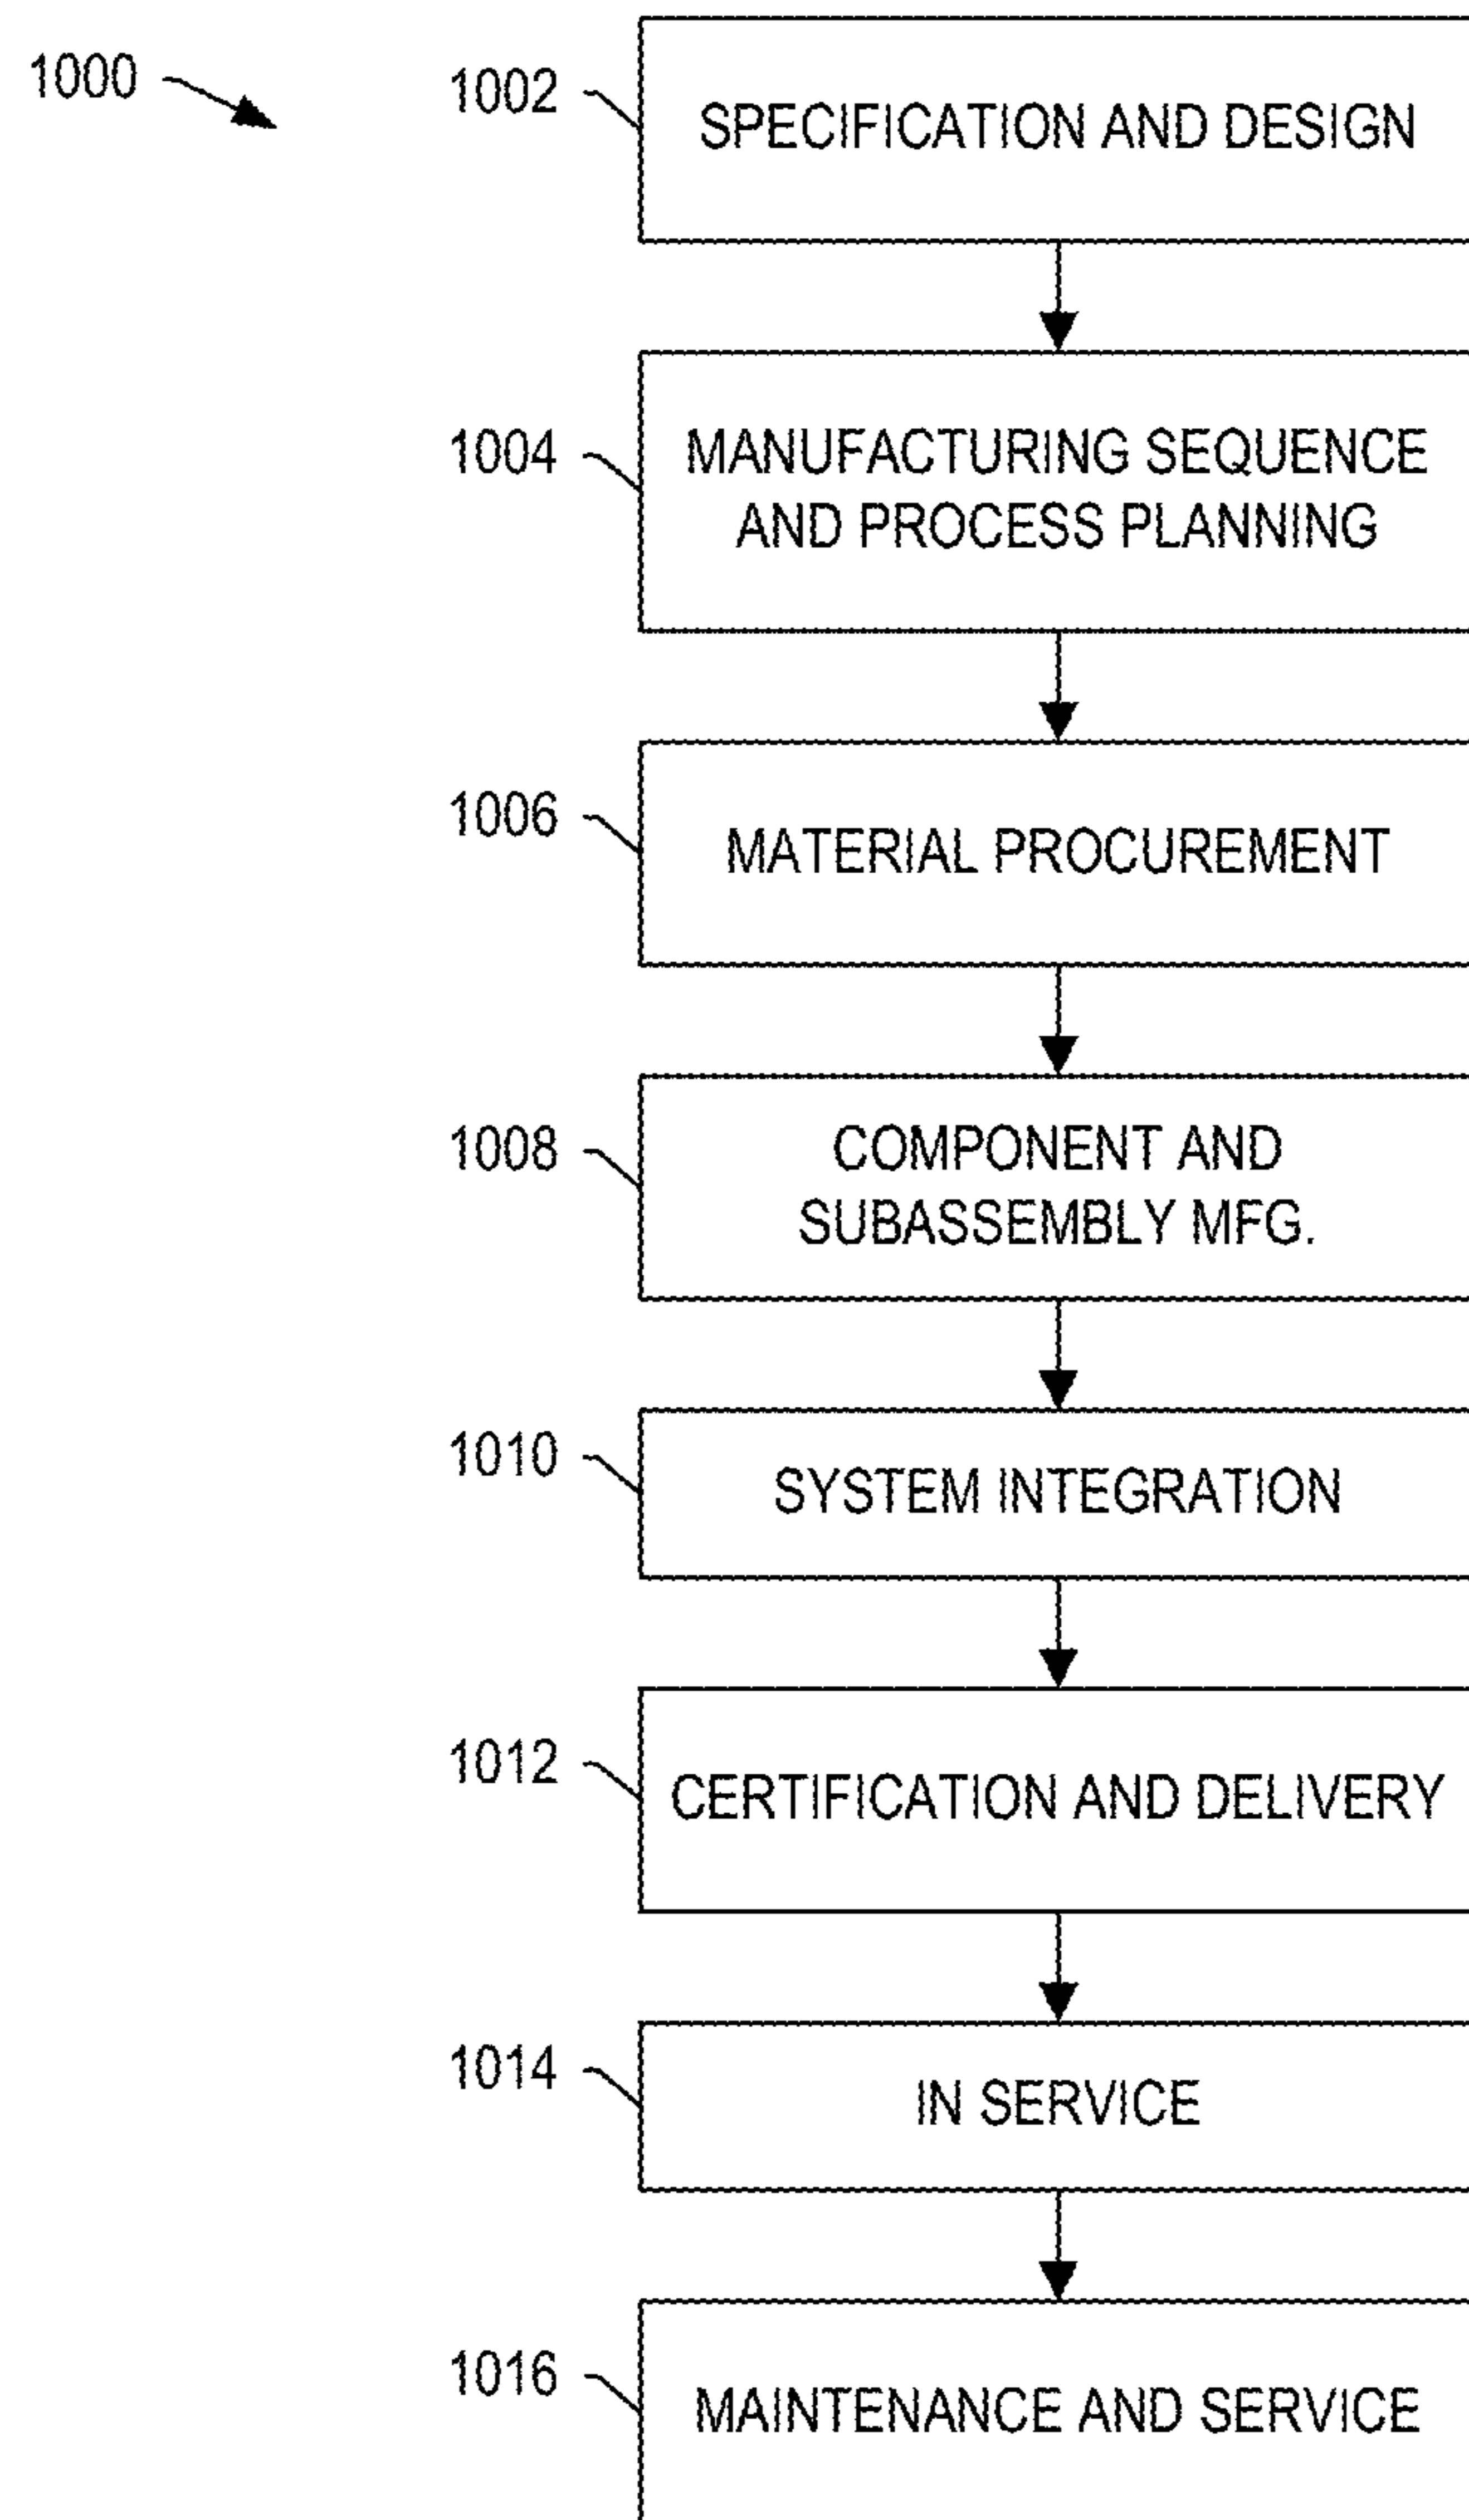 1000
1002
SPECIFICATION AND DESIGN
1004
MANUFACTURING SEQUENCE
AND PROCESS PLANNING
1006
MATERIAL PROCUREMENT
1008
COMPONENT AND
SUBASSEMBLY MFG.
1010
SYSTEM INTEGRATION
1012
CERTIFICATION AND DELIVERY
1014
IN SERVICE
1016
MAINTENANCE AND SERVICE